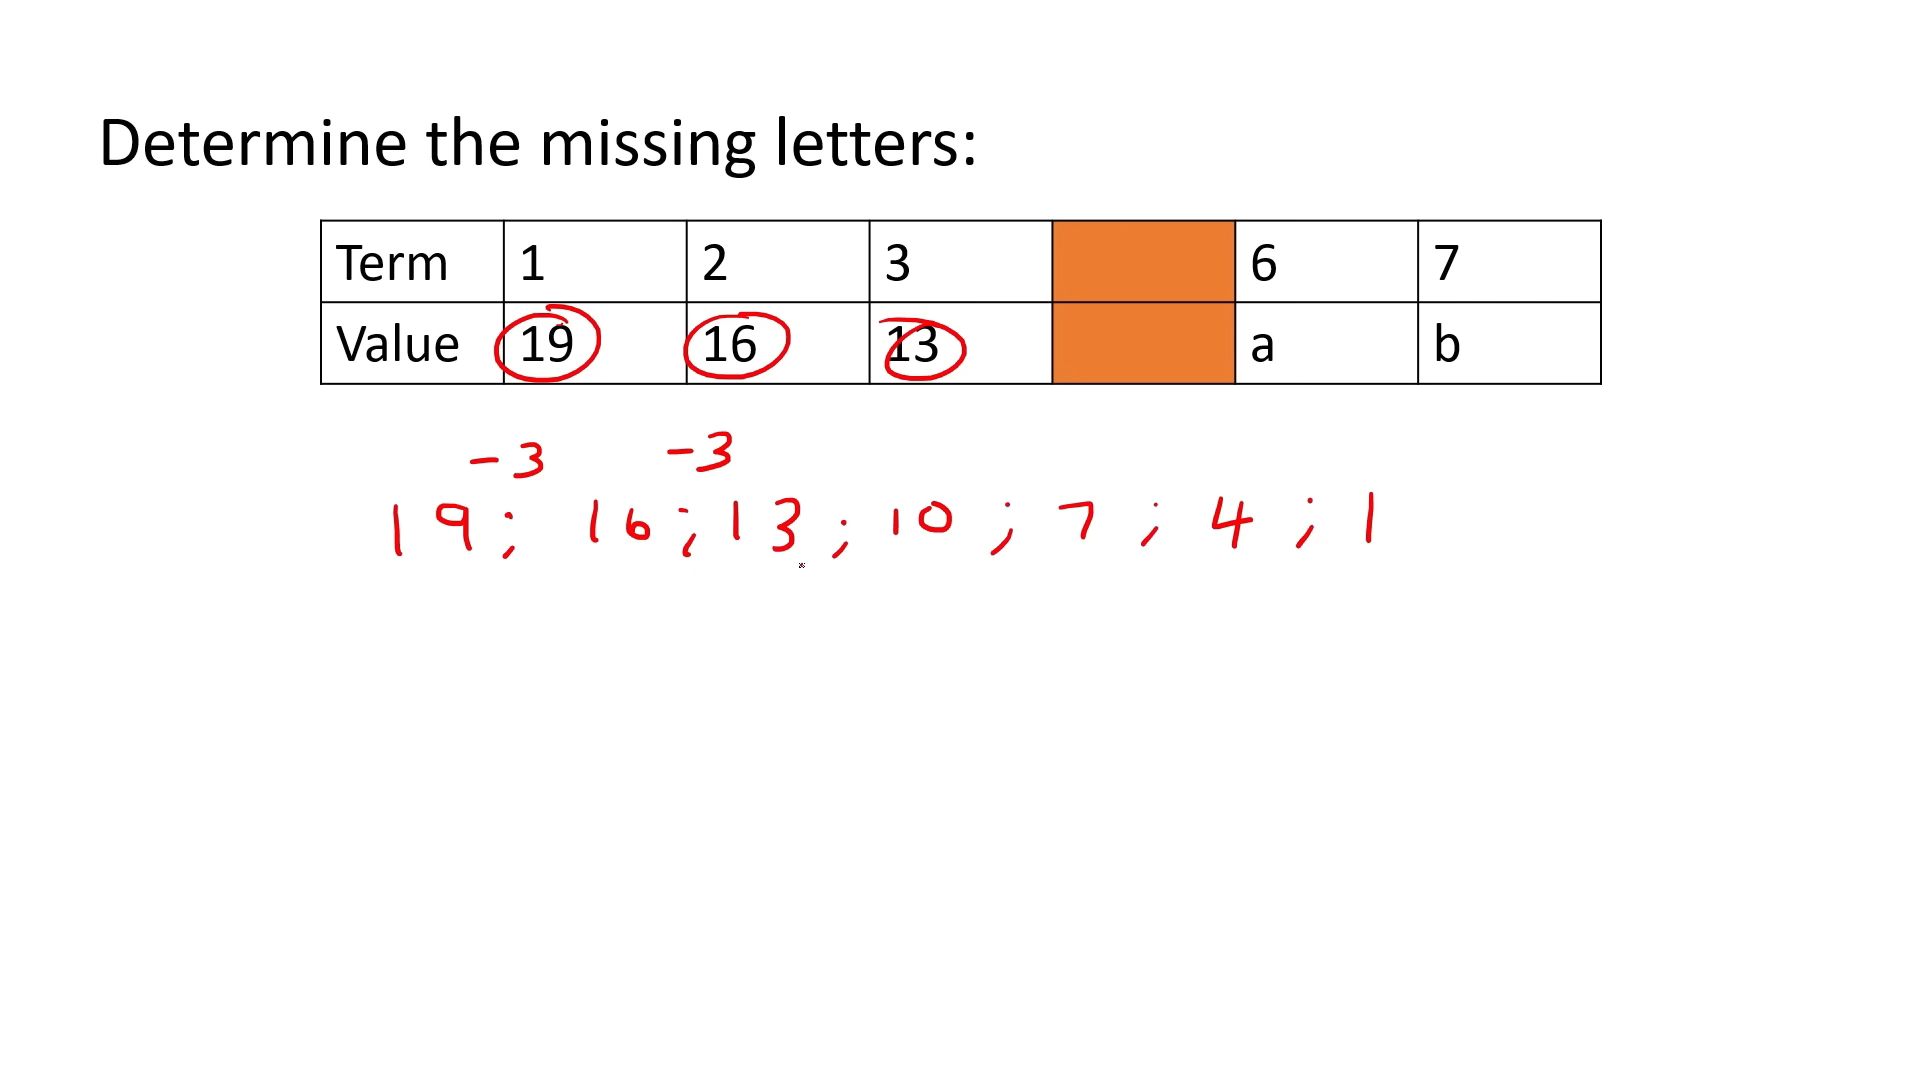 Determine the missing letters:
Term 1 2 3 6 7
Value 19 16 13 a b
-3 -3
19; 16; 13; 10; 7; 4; 1